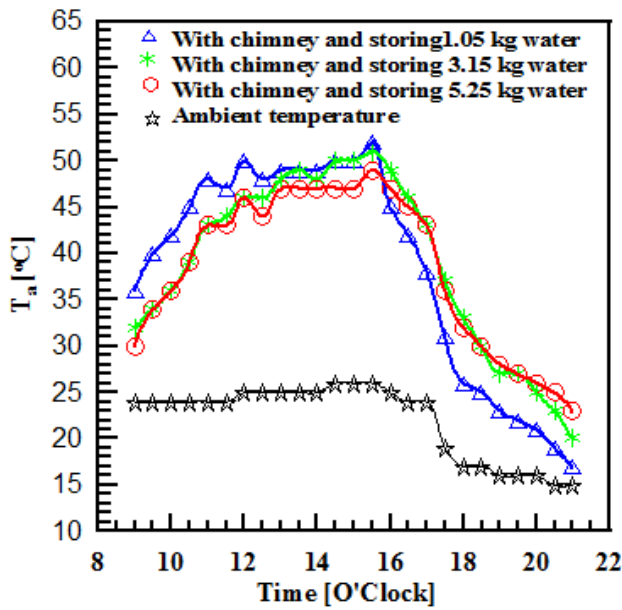 65
60
55
50
45
40
35
30
25
20
15
10
T_a [ºC]
With chimney and storing1.05 kg water
With chimney and storing 3.15 kg water
With chimney and storing 5.25 kg water
Ambient temperature
8 10 12 14 16 18 20 22
Time [O'Clock]